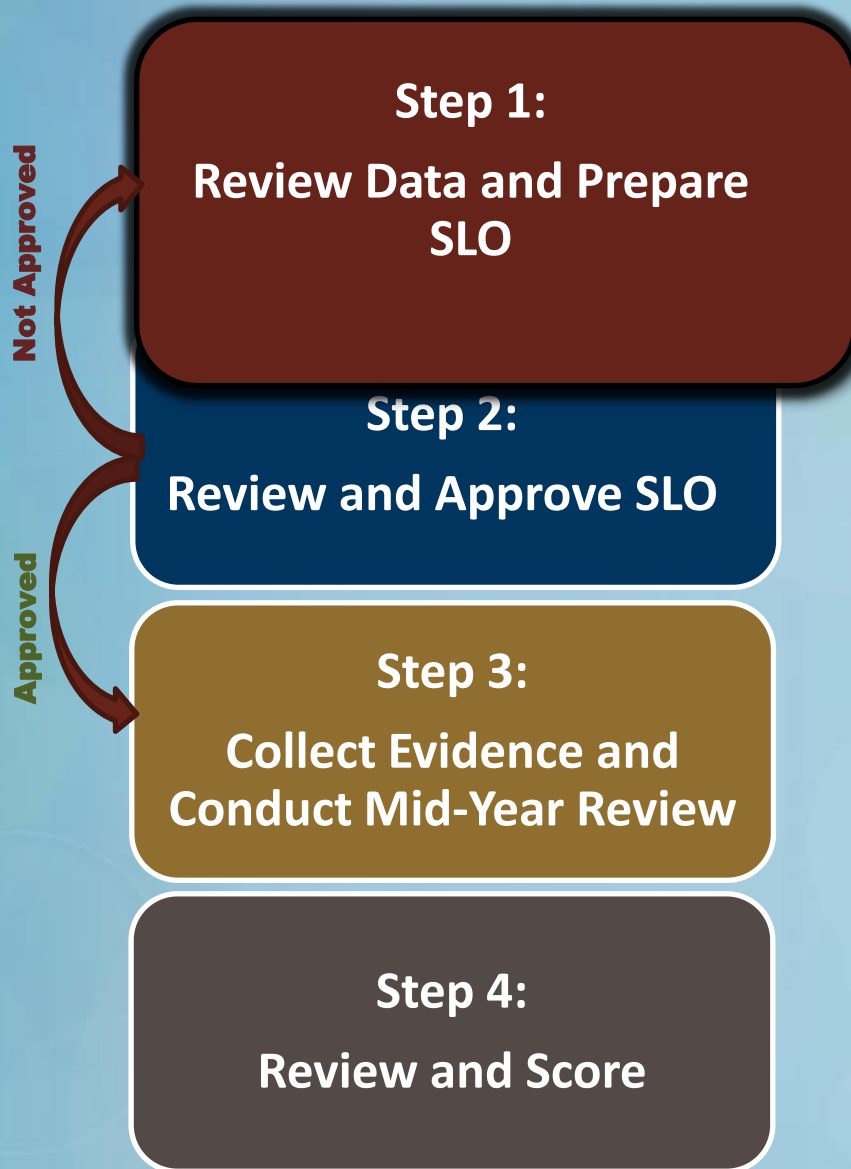 Step 1:
Review Data and Prepare
SLO
Not Approved
Step 2:
Review and Approve SLO
Approved
Step 3:
Collect Evidence and
Conduct Mid-Year Review
Step 4:
Review and Score